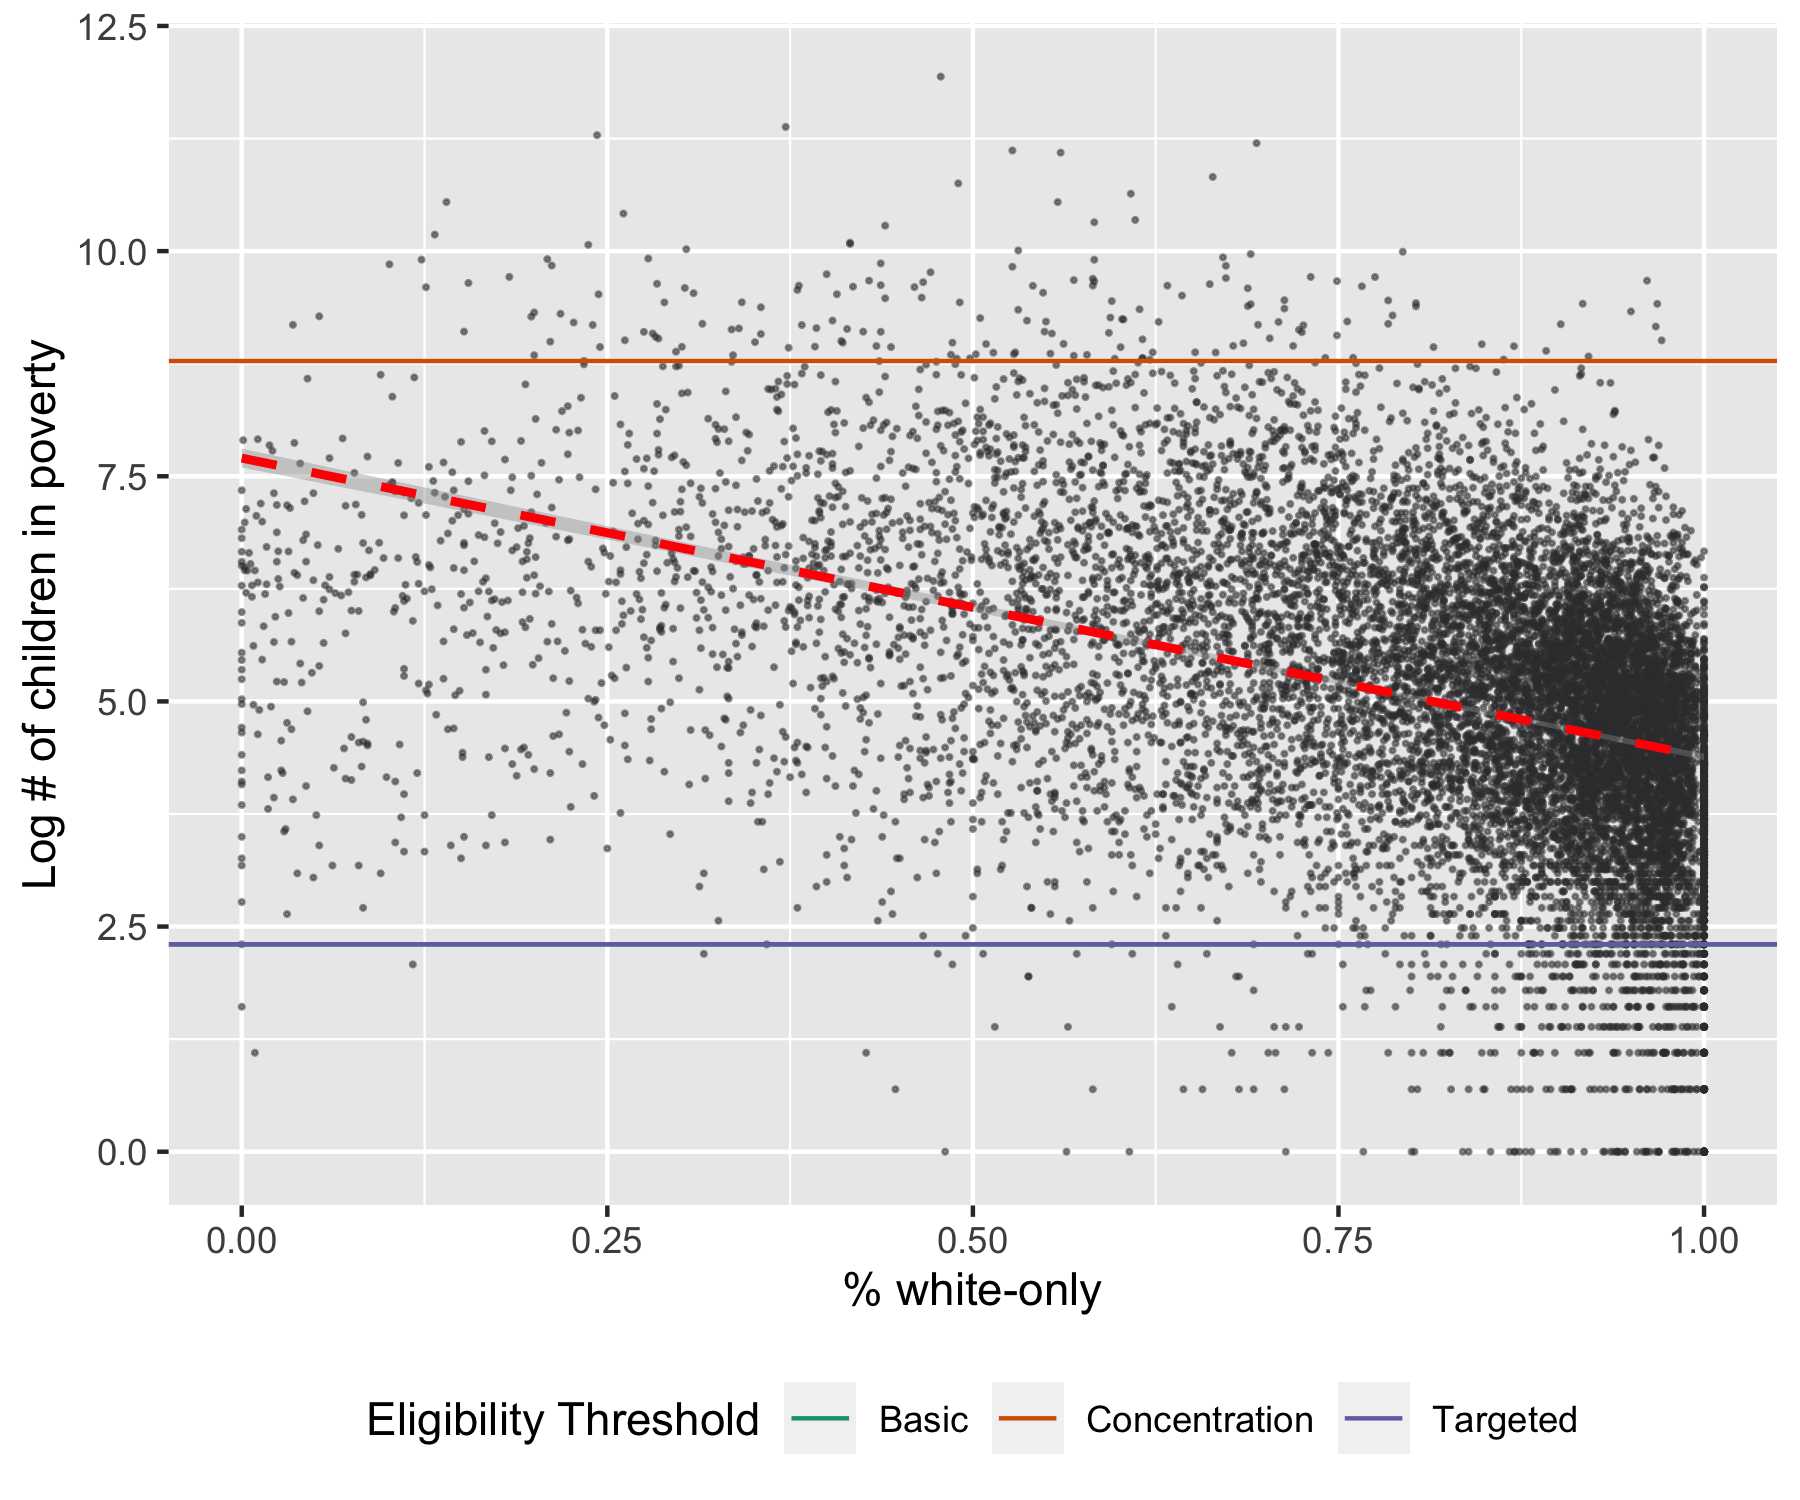 12.5
10.0
7.5
5.0
2.5
0.0
Log # of children in poverty
0.00 0.25 0.50 0.75 1.00
% white-only
Eligibility Threshold Basic Concentration Targeted